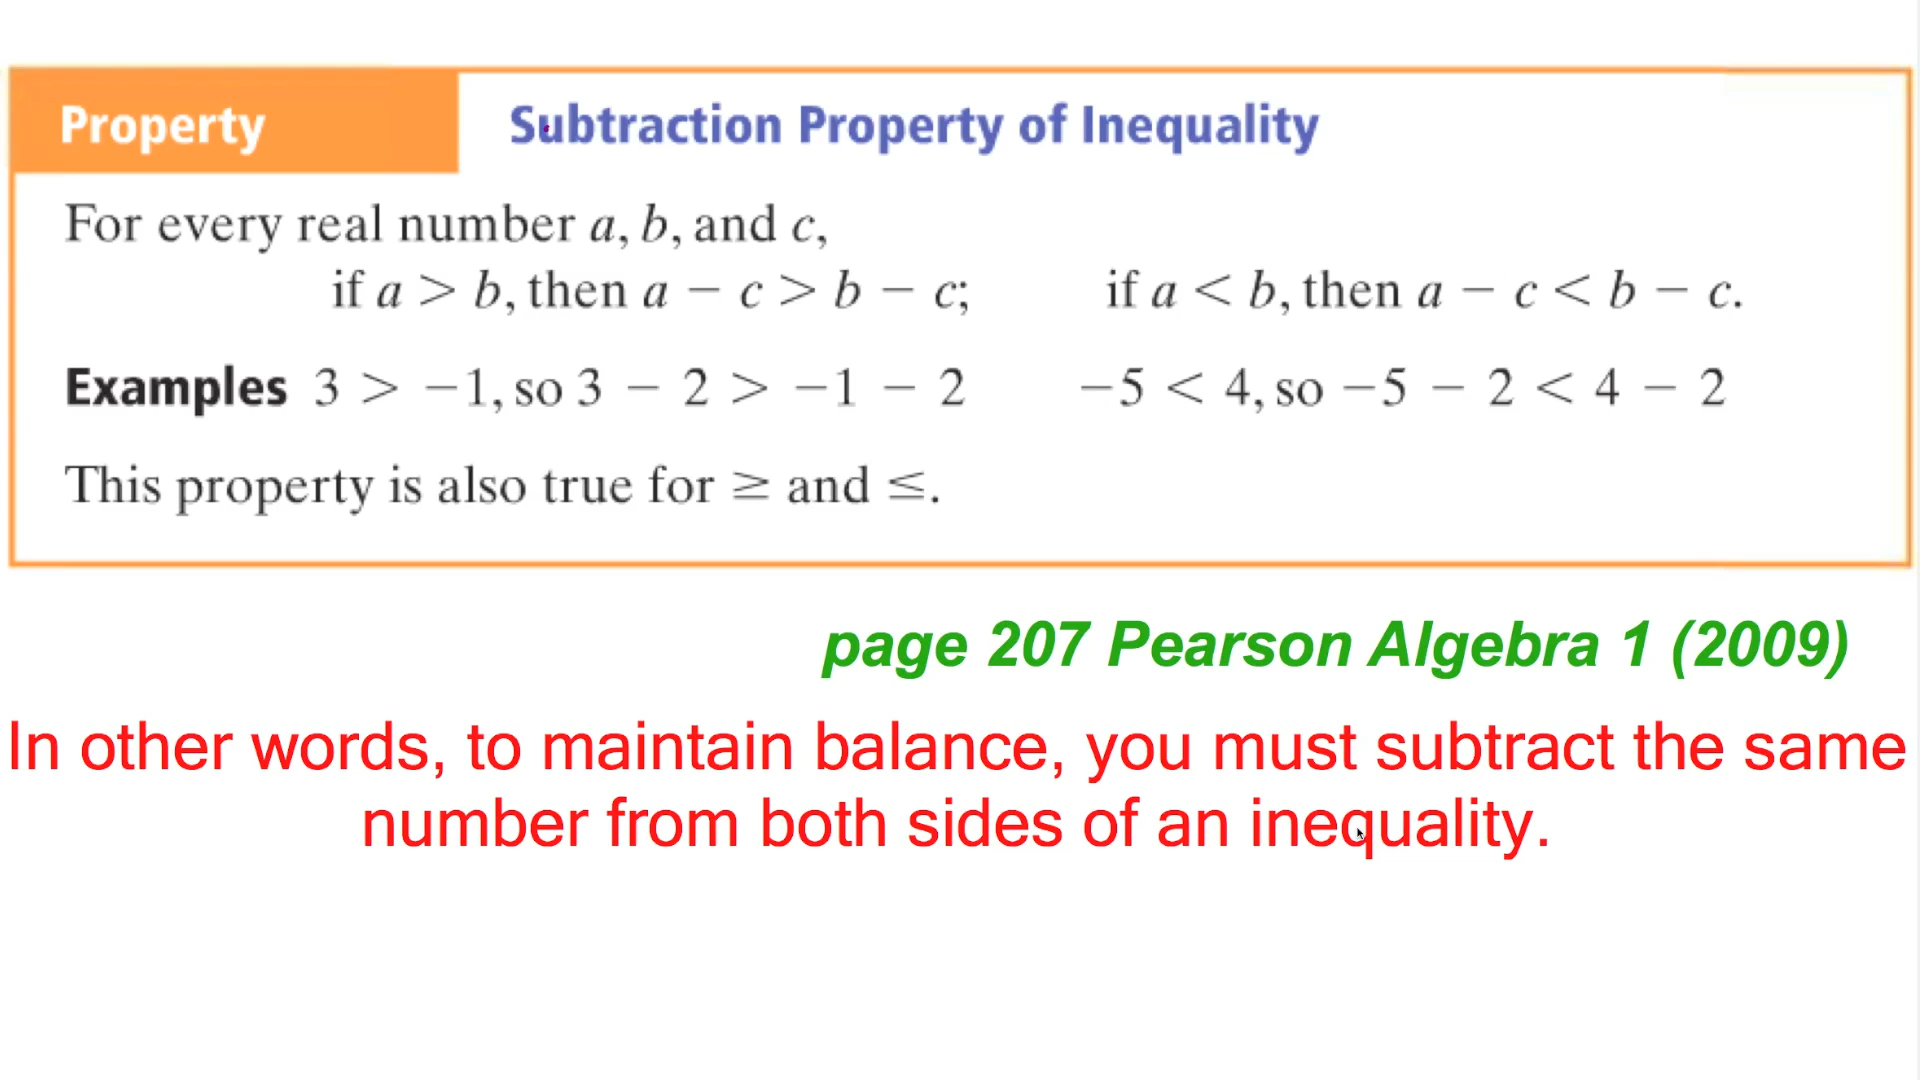 Property
Subtraction Property of Inequality
For every real number a, b, and c,
if a > b, then a − c > b − c; if a < b, then a − c < b − c.
Examples 3 > −1, so 3 − 2 > −1 − 2 −5 < 4, so −5 − 2 < 4 − 2
This property is also true for ≥ and ≤.
page 207 Pearson Algebra 1 (2009)
In other words, to maintain balance, you must subtract the same
number from both sides of an inequality.